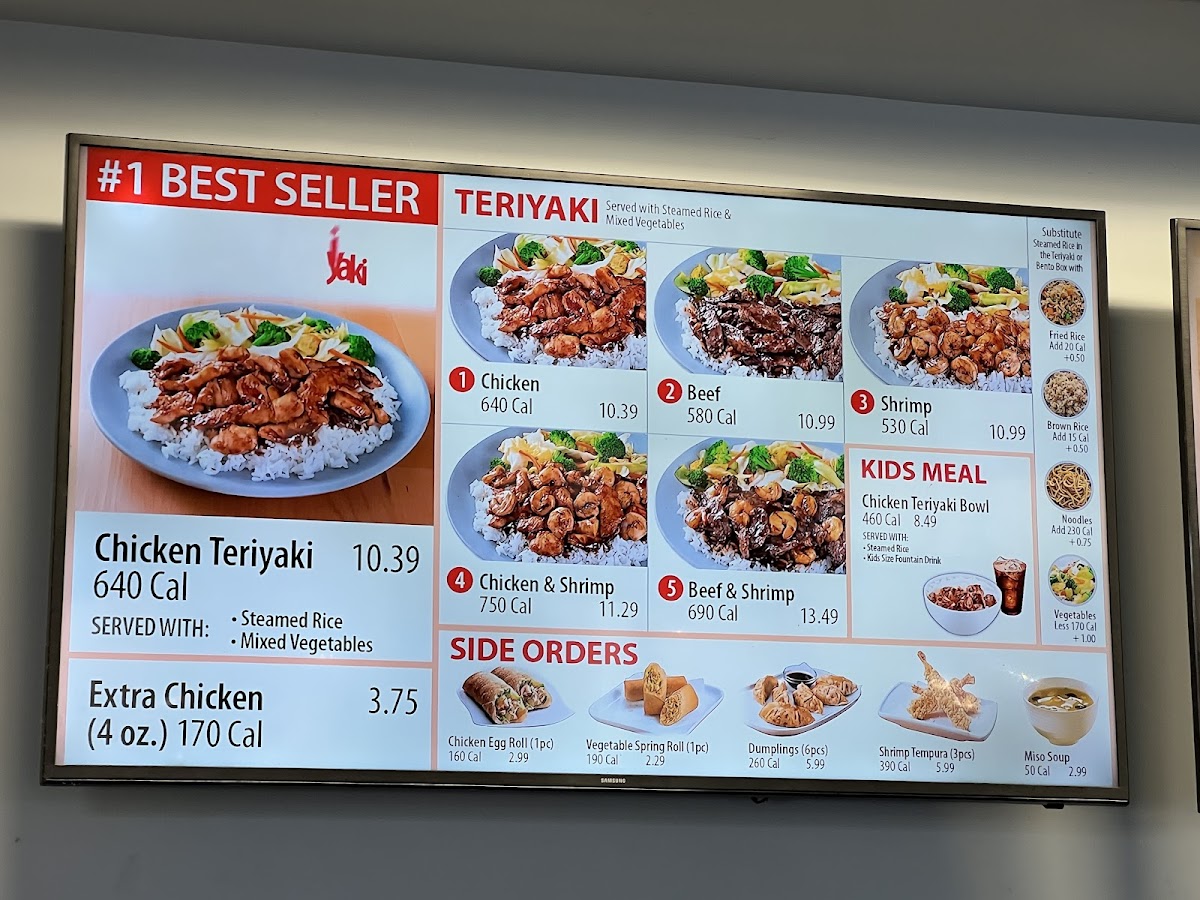 #1 BEST SELLER
iyaki
Chicken Teriyaki 10.39
640 Cal
SERVED WITH:
• Steamed Rice
• Mixed Vegetables
Extra Chicken 3.75
(4 oz.) 170 Cal
TERIYAKI Served with Steamed Rice &
Mixed Vegetables
1 Chicken
640 Cal 10.39
2 Beef
580 Cal 10.99
3 Shrimp
530 Cal 10.99
4 Chicken & Shrimp
750 Cal 11.29
5 Beef & Shrimp
690 Cal 13.49
KIDS MEAL
Chicken Teriyaki Bowl
460 Cal 8.49
SERVED WITH:
• Steamed Rice
• Kids Size Fountain Drink
Substitute
Steamed Rice in
the Teriyaki or
Bento Box with
Fried Rice
Add 20 Cal
+0.50
Brown Rice
Add 15 Cal
+0.50
Noodles
Add 230 Cal
+ 0.75
Vegetables
Less 170 Cal
+ 1.00
SIDE ORDERS
Chicken Egg Roll (1pc)
160 Cal 2.99
Vegetable Spring Roll (1pc)
190 Cal 2.29
Dumplings (6pcs)
260 Cal 5.99
Shrimp Tempura (3pcs)
390 Cal 5.99
Miso Soup
50 Cal 2.99
SAMSUNG